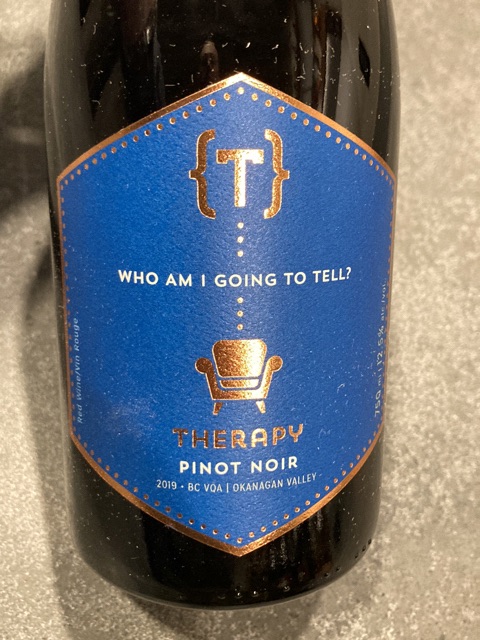 {T}
WHO AM I GOING TO TELL?
THERAPY
PINOT NOIR
2019 • BC VQA | OKANAGAN VALLEY
Red Wine/Vin Rouge
750 ml | 12.5% alc./vol.